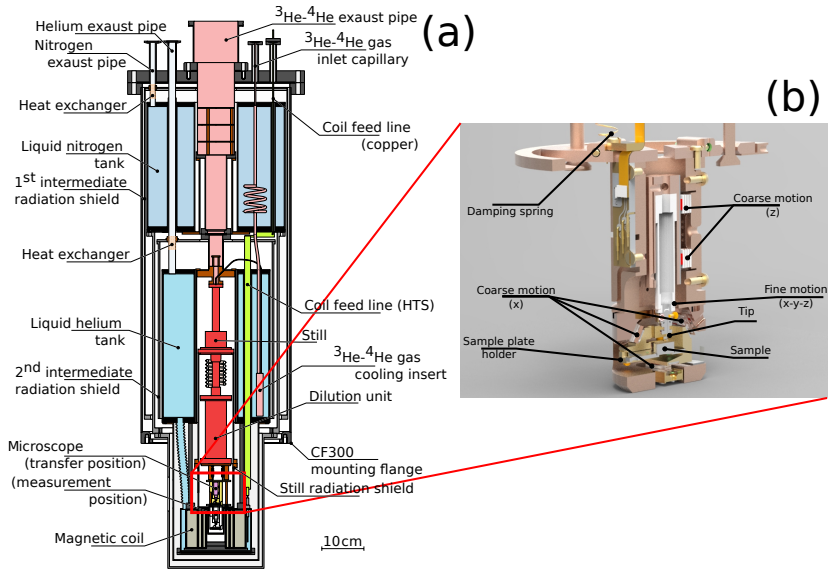 3He-4He exaust pipe
(a)
Helium exaust pipe
Nitrogen
exaust pipe
3He-4He gas
inlet capillary
Heat exchanger
Coil feed line
(copper)
Liquid nitrogen
tank
1st intermediate
radiation shield
Heat exchanger
Coil feed line (HTS)
Liquid helium
tank
Still
2nd intermediate
radiation shield
3He-4He gas
cooling insert
Dilution unit
Microscope
(transfer position)
(measurement
position)
CF300
mounting flange
Still radiation shield
Magnetic coil
10cm
(b)
Damping spring
Coarse motion
(z)
Coarse motion
(x)
Fine motion
(x-y-z)
Tip
Sample plate
holder
Sample